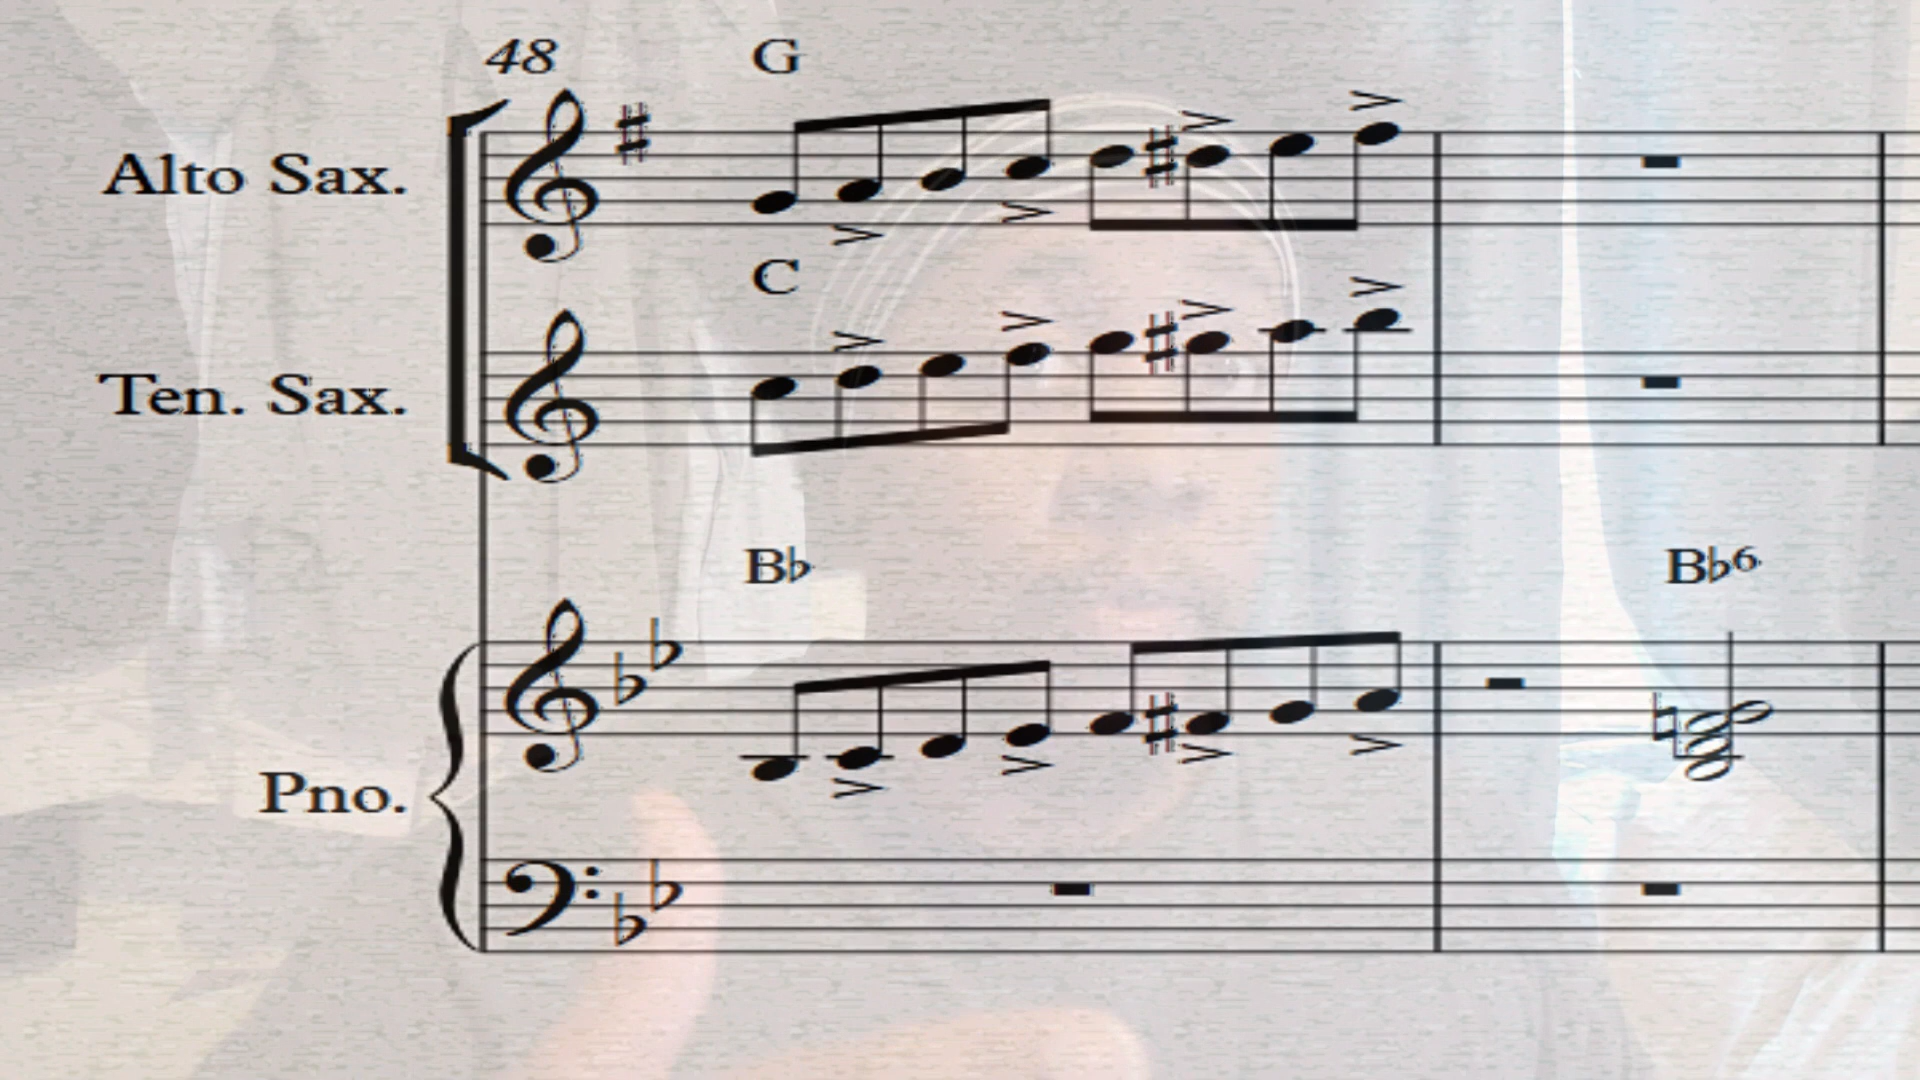 48 G
Alto Sax.
C
Ten. Sax.
B♭ B♭6
Pno.